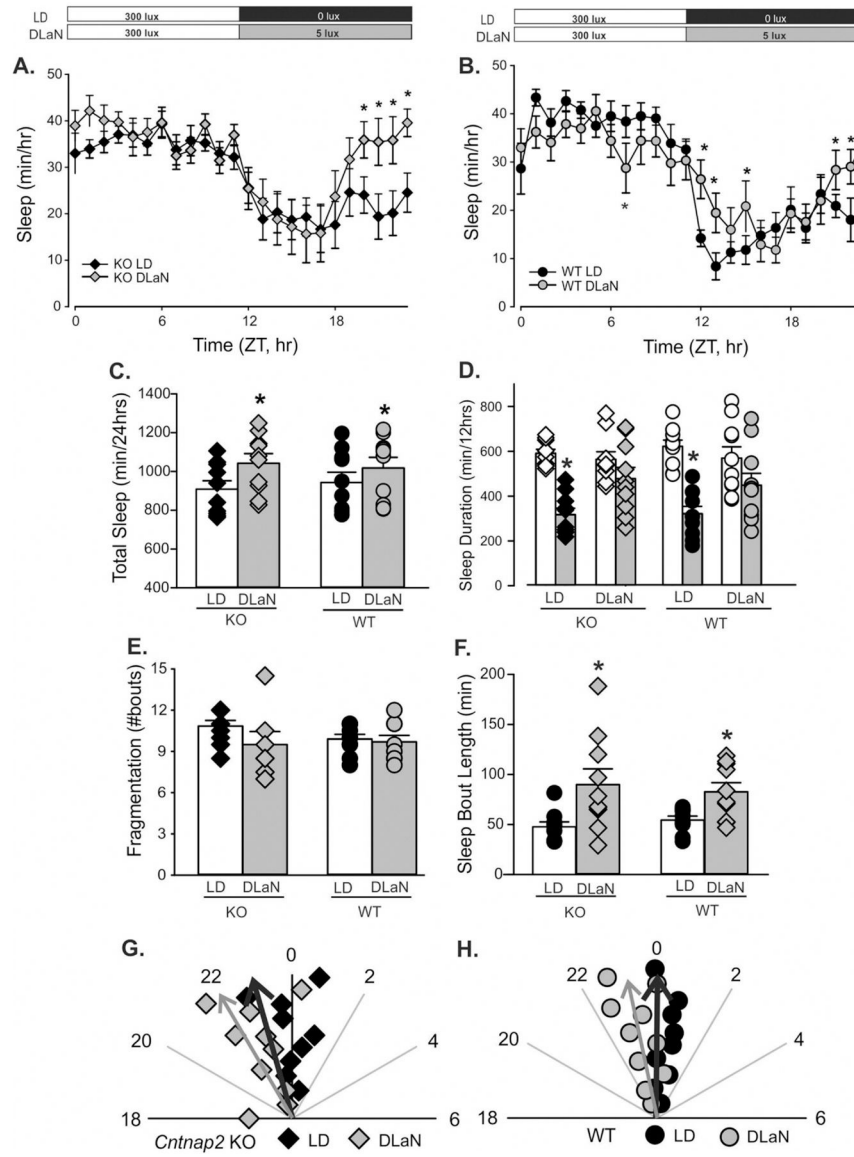 LD 300 lux 0 lux
DLaN 300 lux 5 lux
LD 300 lux 0 lux
DLaN 300 lux 5 lux
A.
50
40
30
20
10
0
Sleep (min/hr)
* * * *
KO LD
KO DLaN
0 6 12 18
Time (ZT, hr)
B.
50
40
30
20
10
0
Sleep (min/hr)
* * * * * *
WT LD
WT DLaN
0 6 12 18
Time (ZT, hr)
C.
1400
1200
1000
800
600
400
Total Sleep (min/24hrs)
* *
LD DLaN LD DLaN
KO WT
D.
800
600
400
200
0
Sleep Duration (min/12hrs)
* *
LD DLaN LD DLaN
KO WT
E.
15
12
9
6
3
0
Fragmentation (#bouts)
LD DLaN LD DLaN
KO WT
F.
200
150
100
50
0
Sleep Bout Length (min)
* *
LD DLaN LD DLaN
KO WT
G.
0
22 2
20 4
18 6
Cntnap2 KO LD DLaN
H.
0
22 2
20 4
18 6
WT LD DLaN